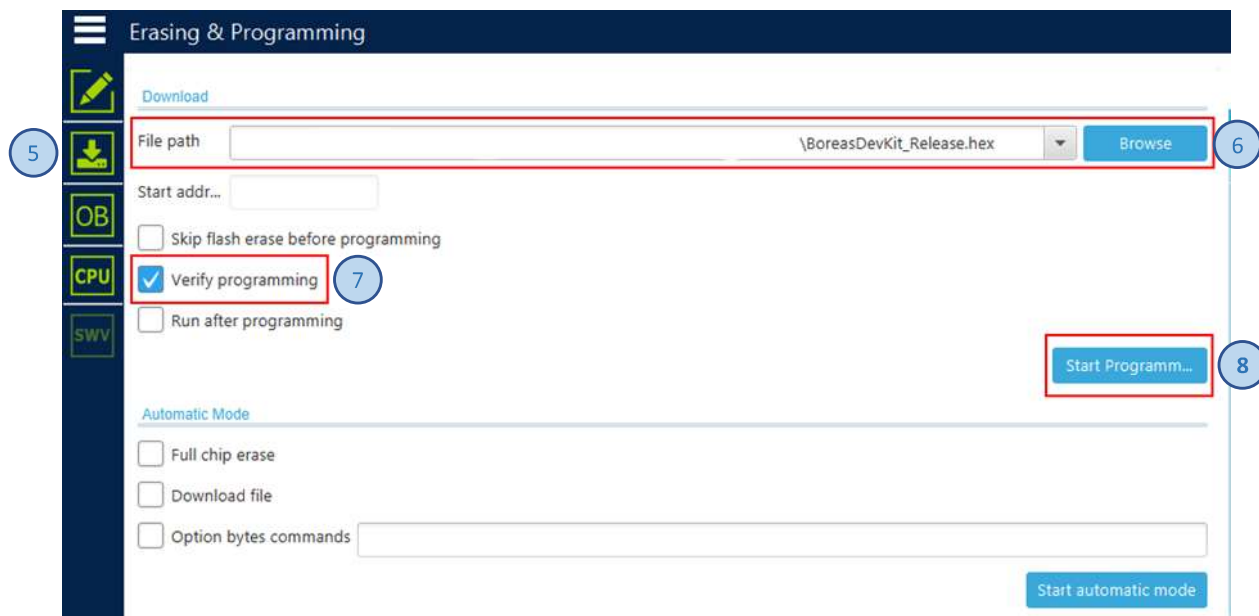 Erasing & Programming
Download
5
File path
\BoreasDevKit_Release.hex
Browse
6
Start addr...
OB
Skip flash erase before programming
CPU
Verify programming
7
Run after programming
SWV
Start Programm...
8
Automatic Mode
Full chip erase
Download file
Option bytes commands
Start automatic mode